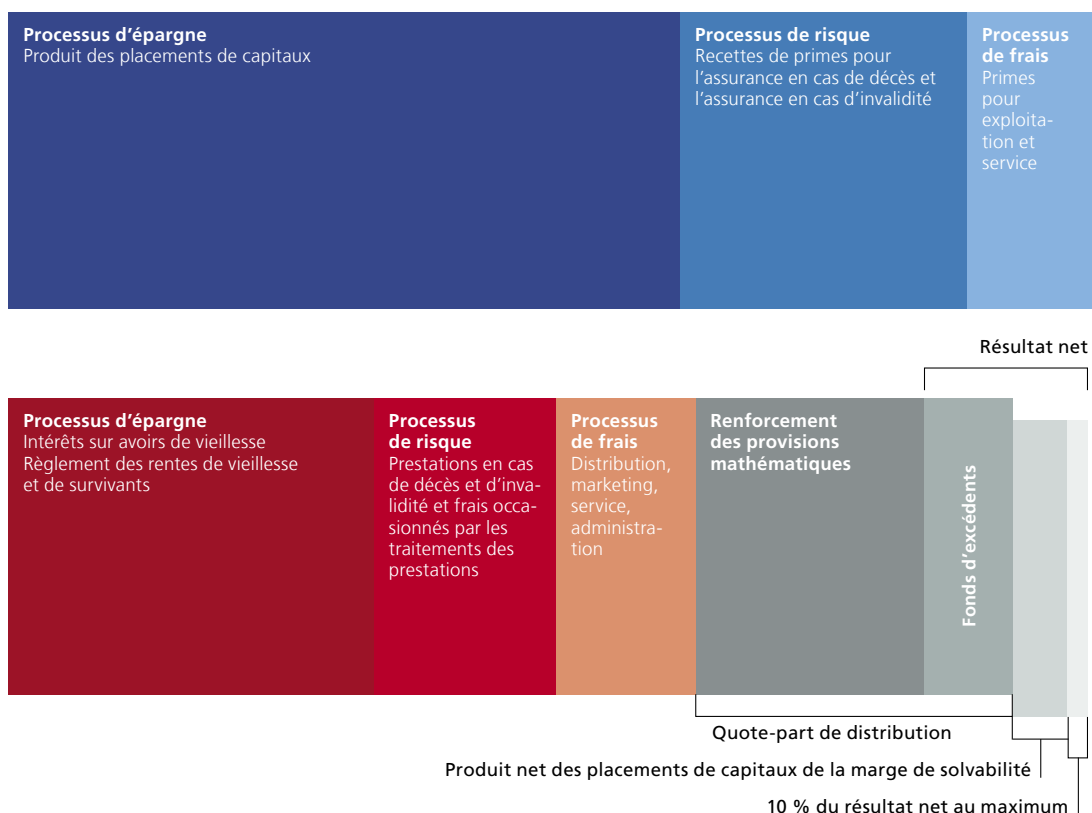 Processus d'épargne
Produit des placements de capitaux
Processus de risque
Recettes de primes pour
l'assurance en cas de décès et
l'assurance en cas d'invalidité
Processus
de frais
Primes
pour
exploita-
tion et
service
Résultat net
Processus d'épargne
Intérêts sur avoirs de vieillesse
Règlement des rentes de vieillesse
et de survivants
Processus
de risque
Prestations en cas
de décès et d'inva-
lidité et frais occa-
sionnés par les
traitements des
prestations
Processus
de frais
Distribution,
marketing,
service,
administra-
tion
Renforcement
des provisions
mathématiques
Fonds d'excédents
Quote-part de distribution
Produit net des placements de capitaux de la marge de solvabilité
10 % du résultat net au maximum